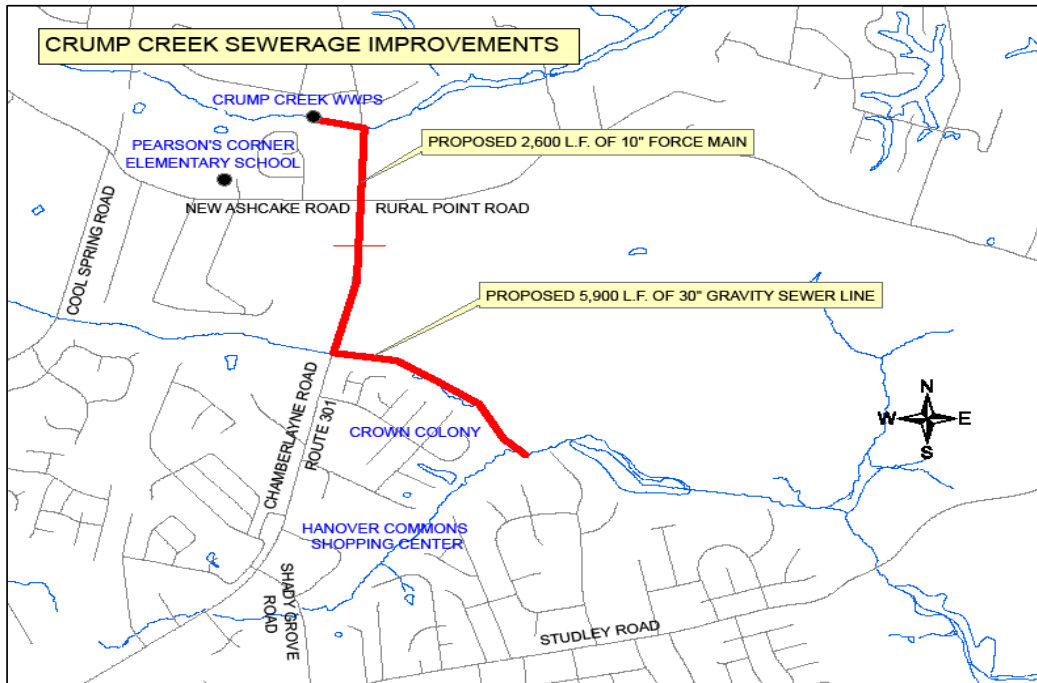 CRUMP CREEK SEWERAGE IMPROVEMENTS
CRUMP CREEK WWPS
PEARSON'S CORNER
ELEMENTARY SCHOOL
PROPOSED 2,600 L.F. OF 10" FORCE MAIN
NEW ASHCAKE ROAD
RURAL POINT ROAD
COOL SPRING ROAD
PROPOSED 5,900 L.F. OF 30" GRAVITY SEWER LINE
CHAMBERLAYNE ROAD
ROUTE 301
CROWN COLONY
N
W
E
S
HANOVER COMMONS
SHOPPING CENTER
SHADY GROVE
ROAD
STUDLEY ROAD